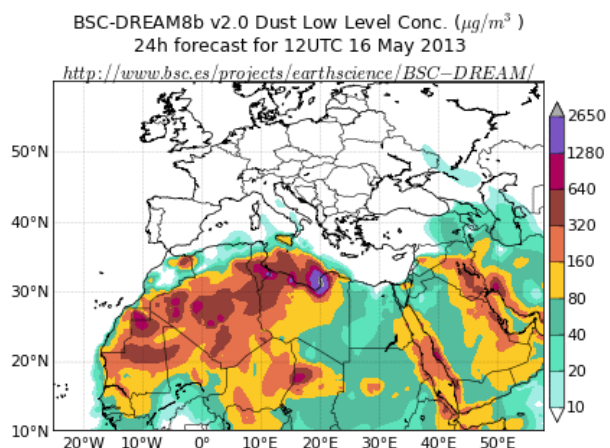 BSC-DREAM8b v2.0 Dust Low Level Conc. (μg/m³ )
24h forecast for 12UTC 16 May 2013
http://www.bsc.es/projects/earthscience/BSC−DREAM/
2650
1280
640
320
160
80
40
20
10
50°N
40°N
30°N
20°N
10°N
20°W 10°W 0° 10°E 20°E 30°E 40°E 50°E